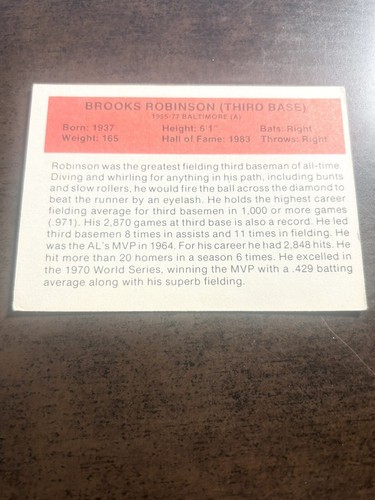 BROOKS ROBINSON (THIRD BASE)
1955-77 BALTIMORE (A)
Born: 1937 Height: 6'1" Bats: Right
Weight: 165 Hall of Fame: 1983 Throws: Right
Robinson was the greatest fielding third baseman of all-time.
Diving and whirling for anything in his path, including bunts
and slow rollers, he would fire the ball across the diamond to
beat the runner by an eyelash. He holds the highest career
fielding average for third basemen in 1,000 or more games
(.971). His 2,870 games at third base is also a record. He led
third basemen 8 times in assists and 11 times in fielding. He
was the AL's MVP in 1964. For his career he had 2,848 hits. He
hit more than 20 homers in a season 6 times. He excelled in
the 1970 World Series, winning the MVP with a .429 batting
average along with his superb fielding.